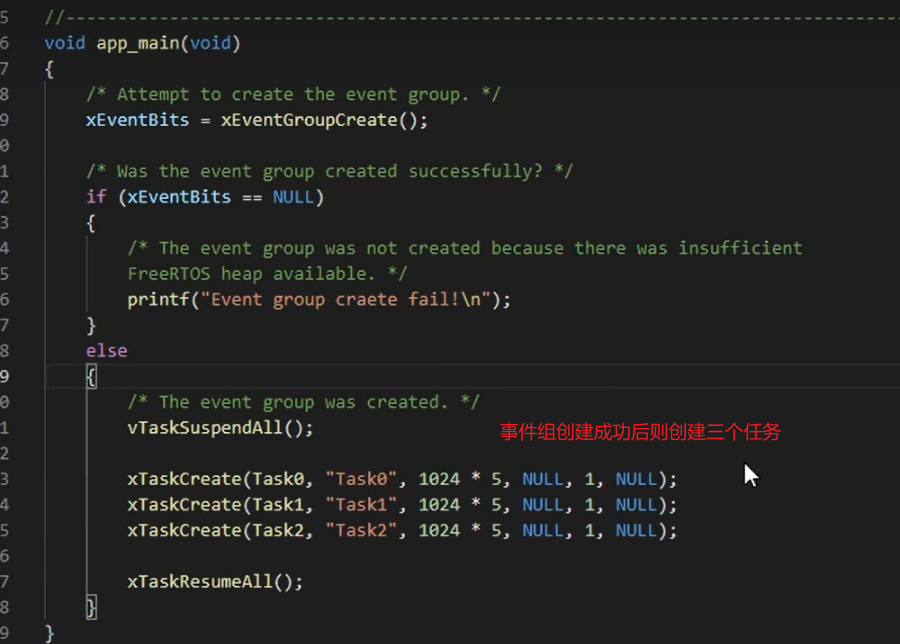 5 //--------------------------------------------------------------------------------
6 void app_main(void)
7 {
8 /* Attempt to create the event group. */
9 xEventBits = xEventGroupCreate();
0
1 /* Was the event group created successfully? */
2 if (xEventBits == NULL)
3 {
4 /* The event group was not created because there was insufficient
5 FreeRTOS heap available. */
6 printf("Event group craete fail!\n");
7 }
8 else
9 {
0 /* The event group was created. */
1 vTaskSuspendAll(); 事件组创建成功后则创建三个任务
2
3 xTaskCreate(Task0, "Task0", 1024 * 5, NULL, 1, NULL);
4 xTaskCreate(Task1, "Task1", 1024 * 5, NULL, 1, NULL);
5 xTaskCreate(Task2, "Task2", 1024 * 5, NULL, 1, NULL);
6
7 xTaskResumeAll();
8 }
9 }